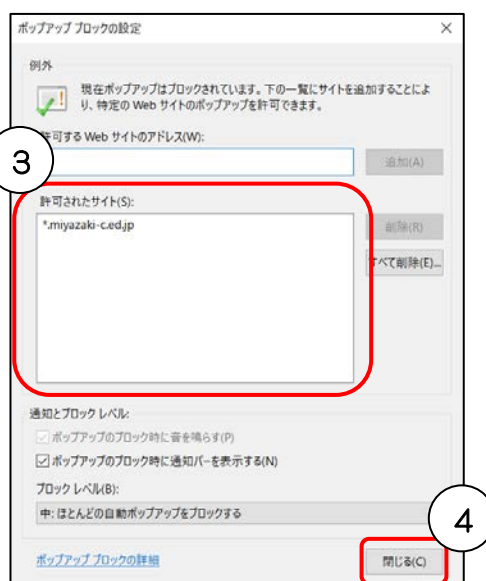 ポップアップ ブロックの設定
例外
現在ポップアップはブロックされています。下の一覧にサイトを追加することによ
り、特定の Web サイトのポップアップを許可できます。
許可する Web サイトのアドレス(W):
3
追加(A)
許可されたサイト(S):
*.miyazaki-c.ed.jp
削除(R)
すべて削除(E)...
通知とブロック レベル:
ポップアップのブロック時に音を鳴らす(P)
ポップアップのブロック時に通知バーを表示する(N)
ブロック レベル(B):
中: ほとんどの自動ポップアップをブロックする
4
ポップアップ ブロックの詳細
閉じる(C)